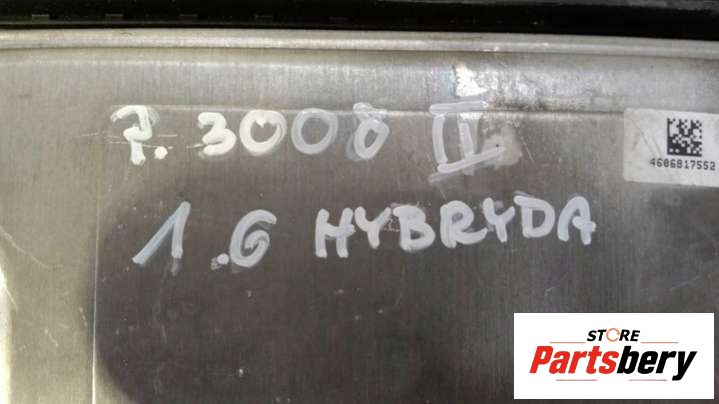 P. 3008 II.
4606817552
1.6 HYBRYDA
STORE
Partsbery